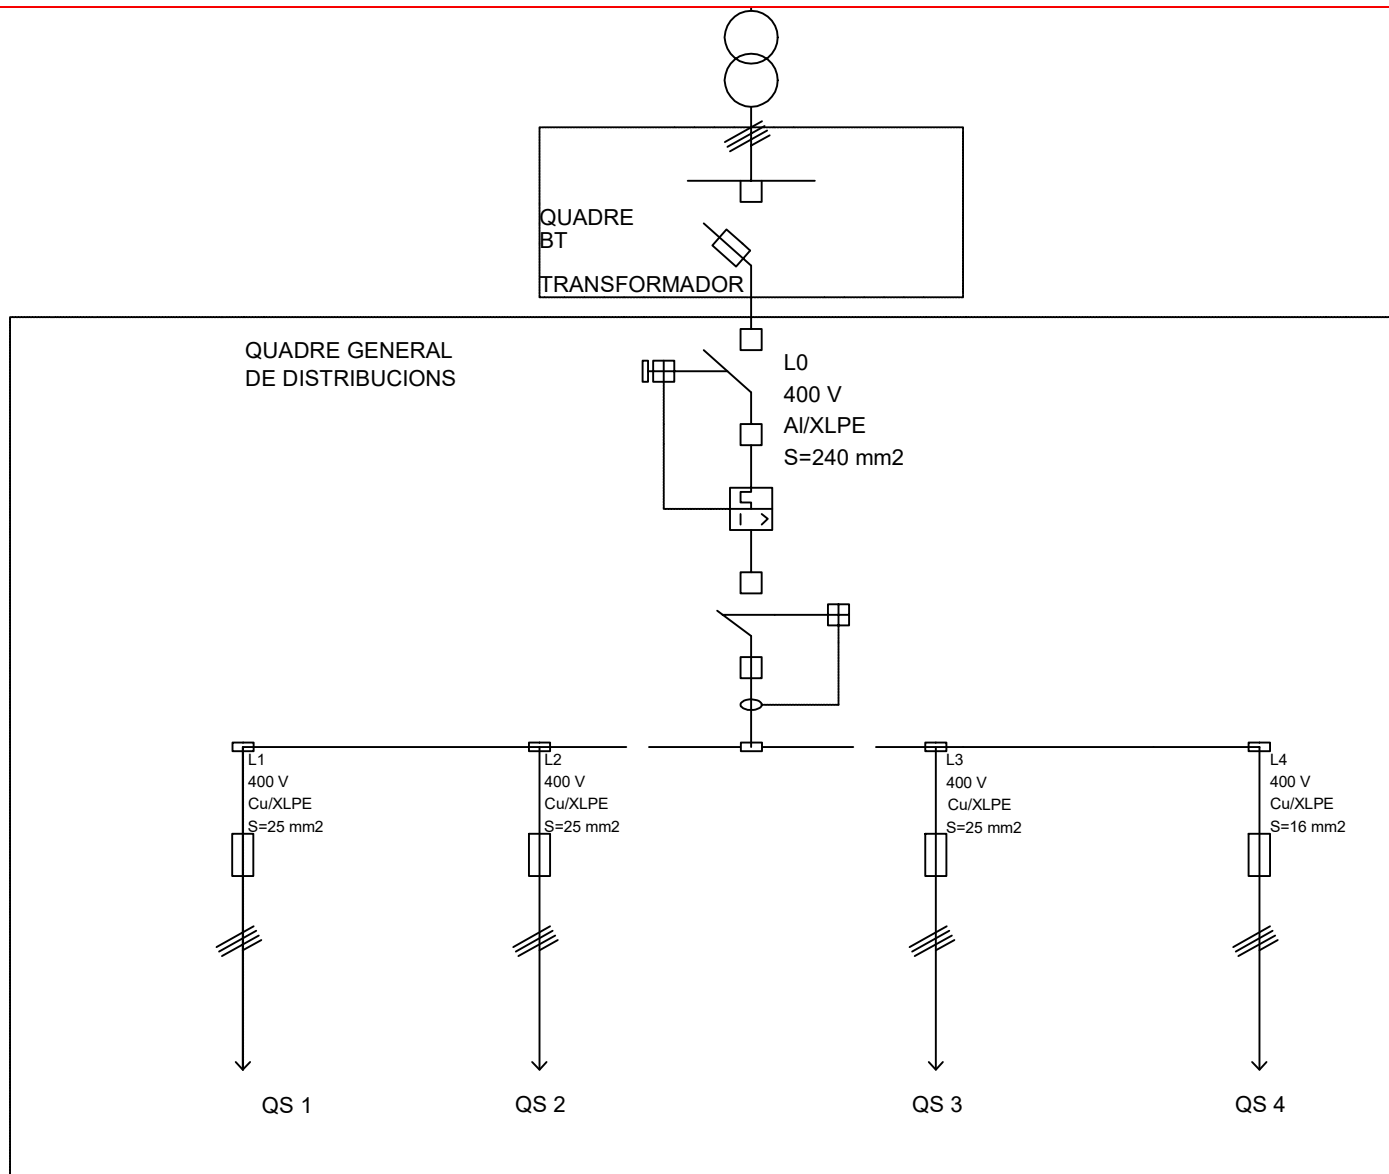 QUADRE
BT
TRANSFORMADOR
QUADRE GENERAL
DE DISTRIBUCIONS
L0
400 V
Al/XLPE
S=240 mm2
I >
L1
400 V
Cu/XLPE
S=25 mm2
L2
400 V
Cu/XLPE
S=25 mm2
L3
400 V
Cu/XLPE
S=25 mm2
L4
400 V
Cu/XLPE
S=16 mm2
QS 1
QS 2
QS 3
QS 4